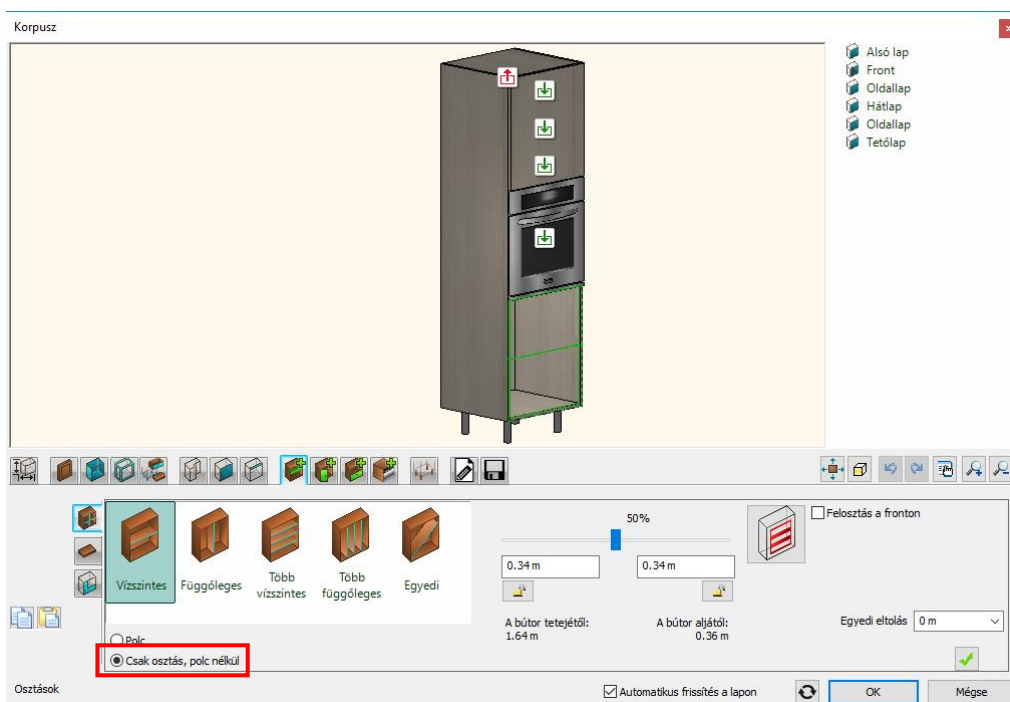 Korpusz
Alsó lap
Front
Oldallap
Hátlap
Oldallap
Tetőlap
Vízszintes
Függőleges
Több
vízszintes
Több
függőleges
Egyedi
Polc
Csak osztás, polc nélkül
50%
0.34 m
0.34 m
A bútor tetejétől:
1.64 m
A bútor aljától:
0.36 m
Felosztás a fronton
Egyedi eltolás
0 m
Osztások
Automatikus frissítés a lapon
OK
Mégse